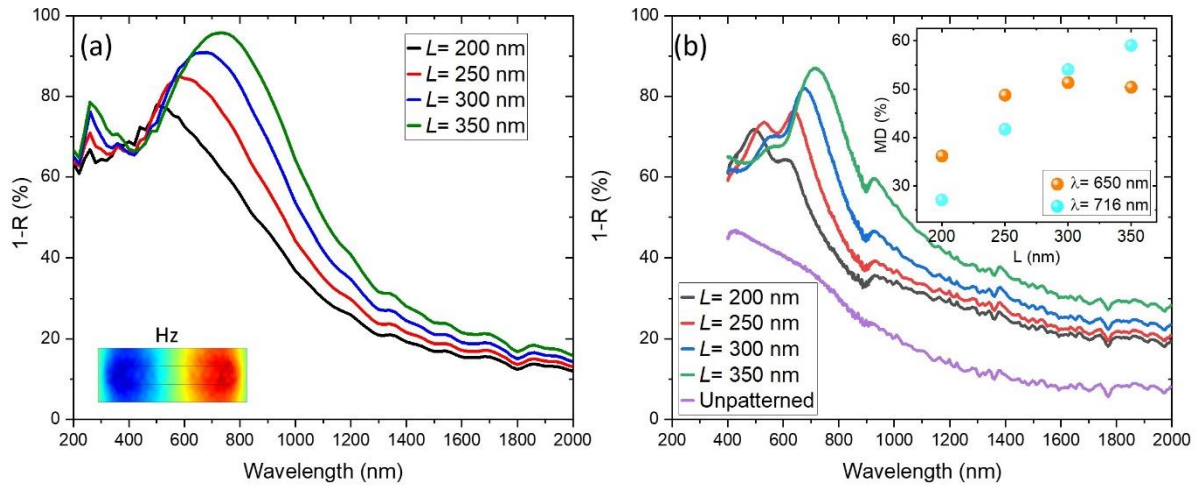 (a)
L= 200 nm
L= 250 nm
L= 300 nm
L= 350 nm
Hz
1-R (%)
100
80
60
40
20
0
200 400 600 800 1000 1200 1400 1600 1800 2000
Wavelength (nm)
(b)
MD (%)
60
50
40
30
λ= 650 nm
λ= 716 nm
200 250 300 350
L (nm)
L= 200 nm
L= 250 nm
L= 300 nm
L= 350 nm
Unpatterned
1-R (%)
100
80
60
40
20
0
200 400 600 800 1000 1200 1400 1600 1800 2000
Wavelength (nm)